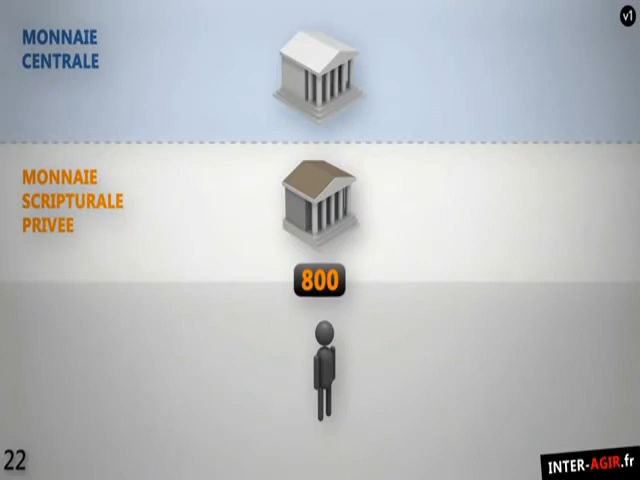 MONNAIE
CENTRALE
v1
MONNAIE
SCRIPTURALE
PRIVEE
800
22
INTER-AGIR.fr